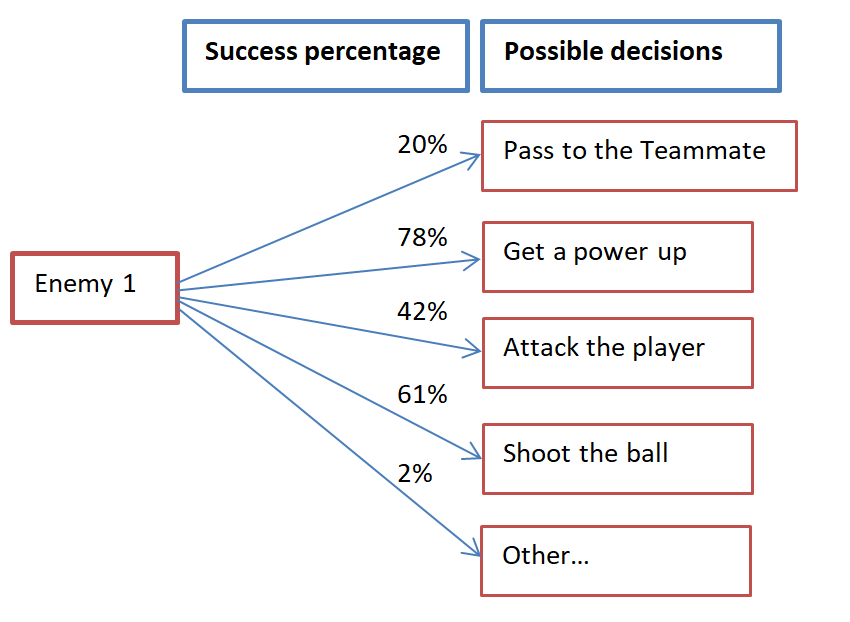 Success percentage
Possible decisions
20%
Pass to the Teammate
78%
Get a power up
Enemy 1
42%
Attack the player
61%
Shoot the ball
2%
Other...